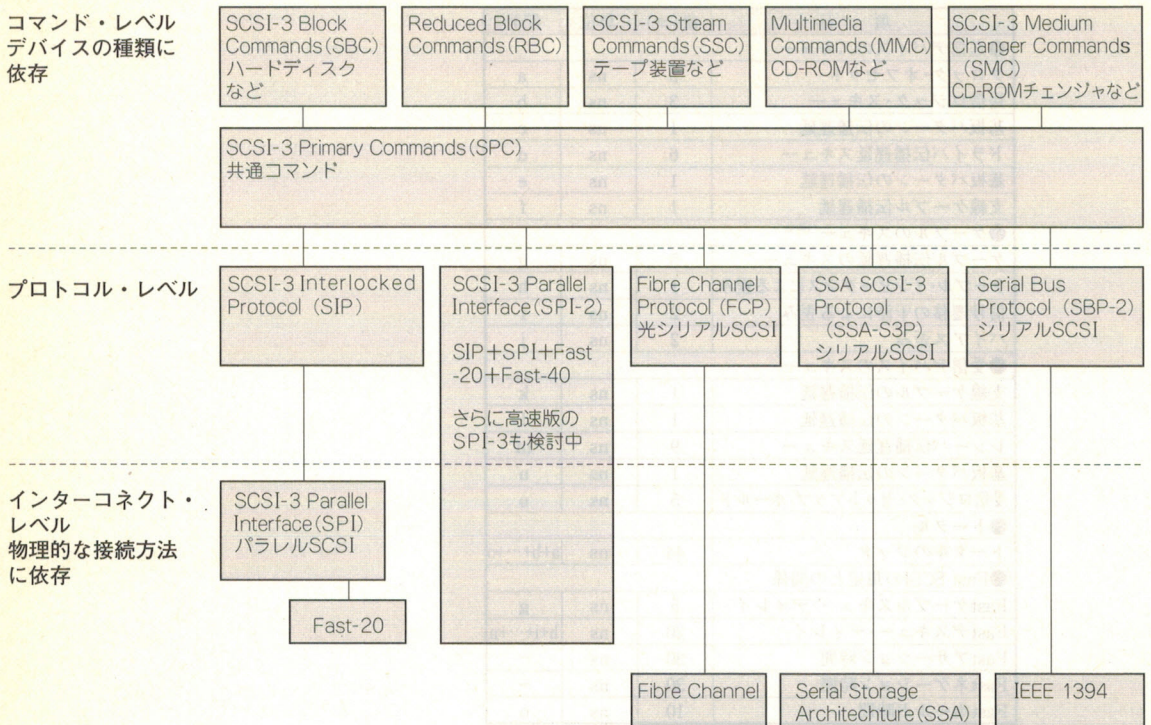 コマンド・レベル
デバイスの種類に
依存
SCSI-3 Block
Commands(SBC)
ハードディスク
など
Reduced Block
Commands(RBC)
SCSI-3 Stream
Commands(SSC)
テープ装置など
Multimedia
Commands(MMC)
CD-ROMなど
SCSI-3 Medium
Changer Commands
(SMC)
CD-ROMチェンジャなど
SCSI-3 Primary Commands(SPC)
共通コマンド
プロトコル・レベル
SCSI-3 Interlocked
Protocol (SIP)
SCSI-3 Parallel
Interface(SPI-2)
SIP+SPI+Fast
-20+Fast-40
さらに高速版の
SPI-3も検討中
Fibre Channel
Protocol (FCP)
光シリアルSCSI
SSA SCSI-3
Protocol
(SSA-S3P)
シリアルSCSI
Serial Bus
Protocol (SBP-2)
シリアルSCSI
インターコネクト・
レベル
物理的な接続方法
に依存
SCSI-3 Parallel
Interface(SPI)
パラレルSCSI
Fast-20
Fibre Channel
Serial Storage
Architechture(SSA)
IEEE 1394